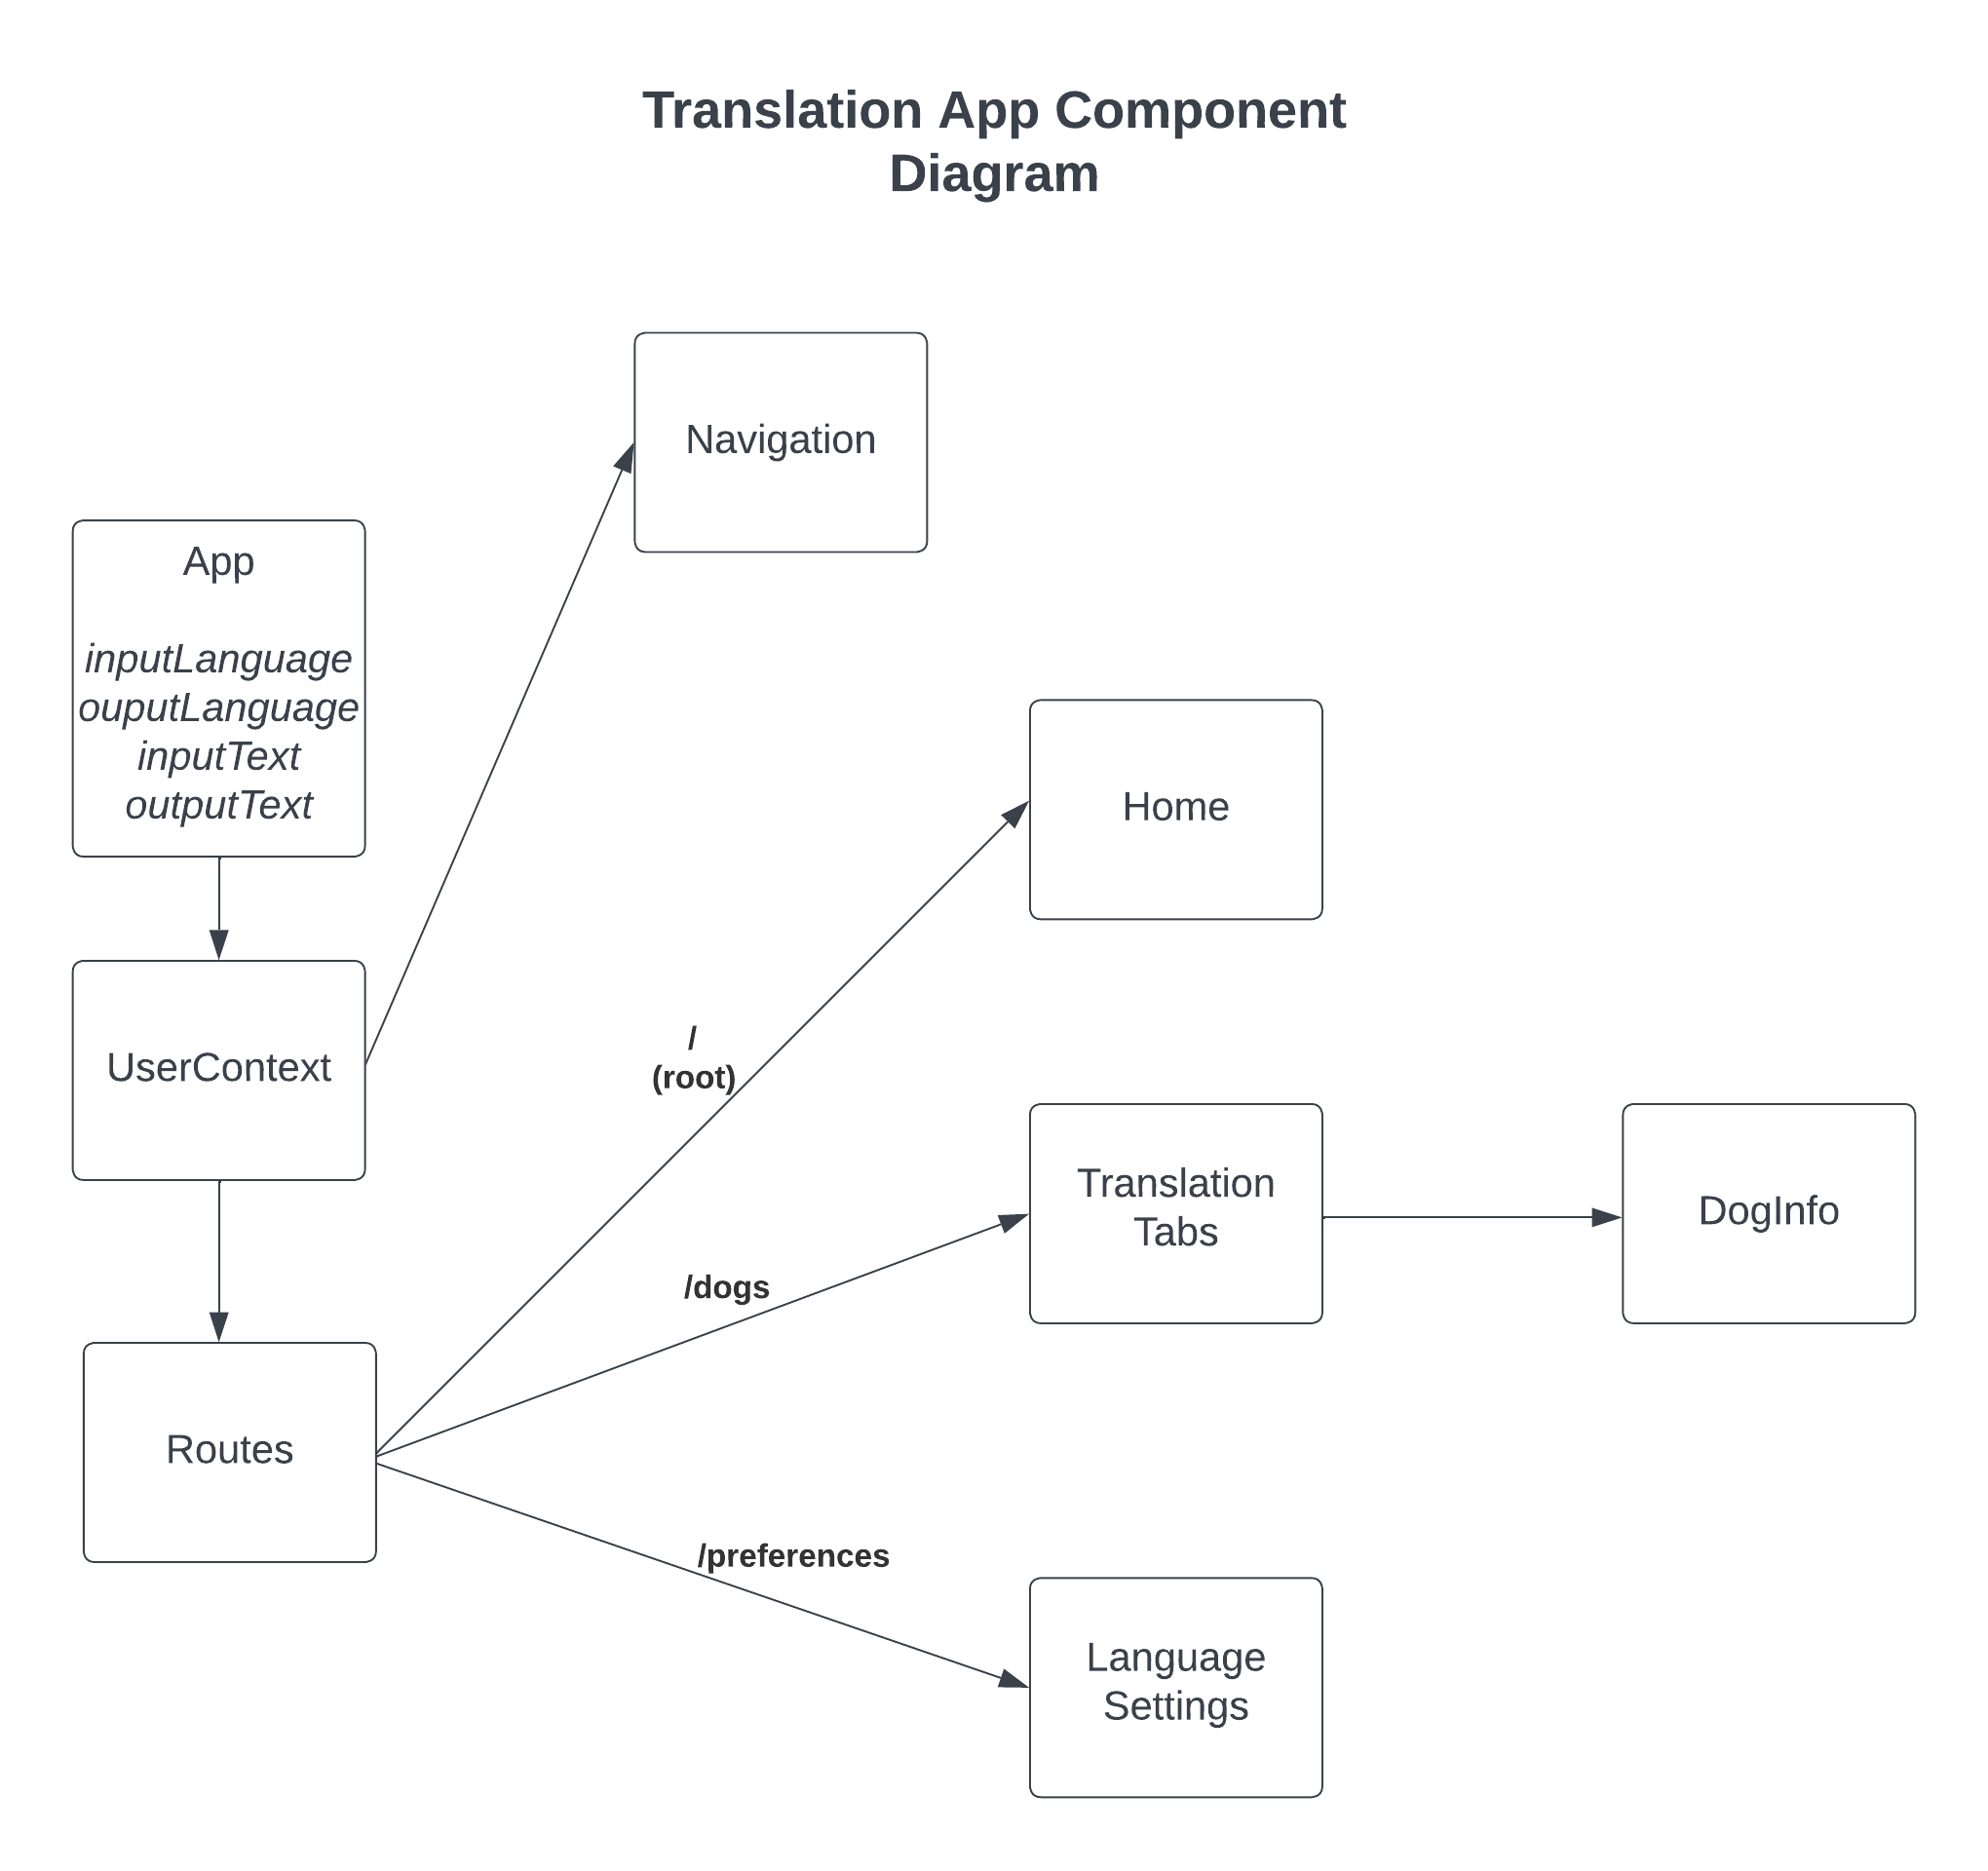 Translation App Component
Diagram
Navigation
App
inputLanguage
ouputLanguage
inputText
outputText
Home
UserContext
/
(root)
Translation
Tabs
DogInfo
/dogs
Routes
/preferences
Language
Settings